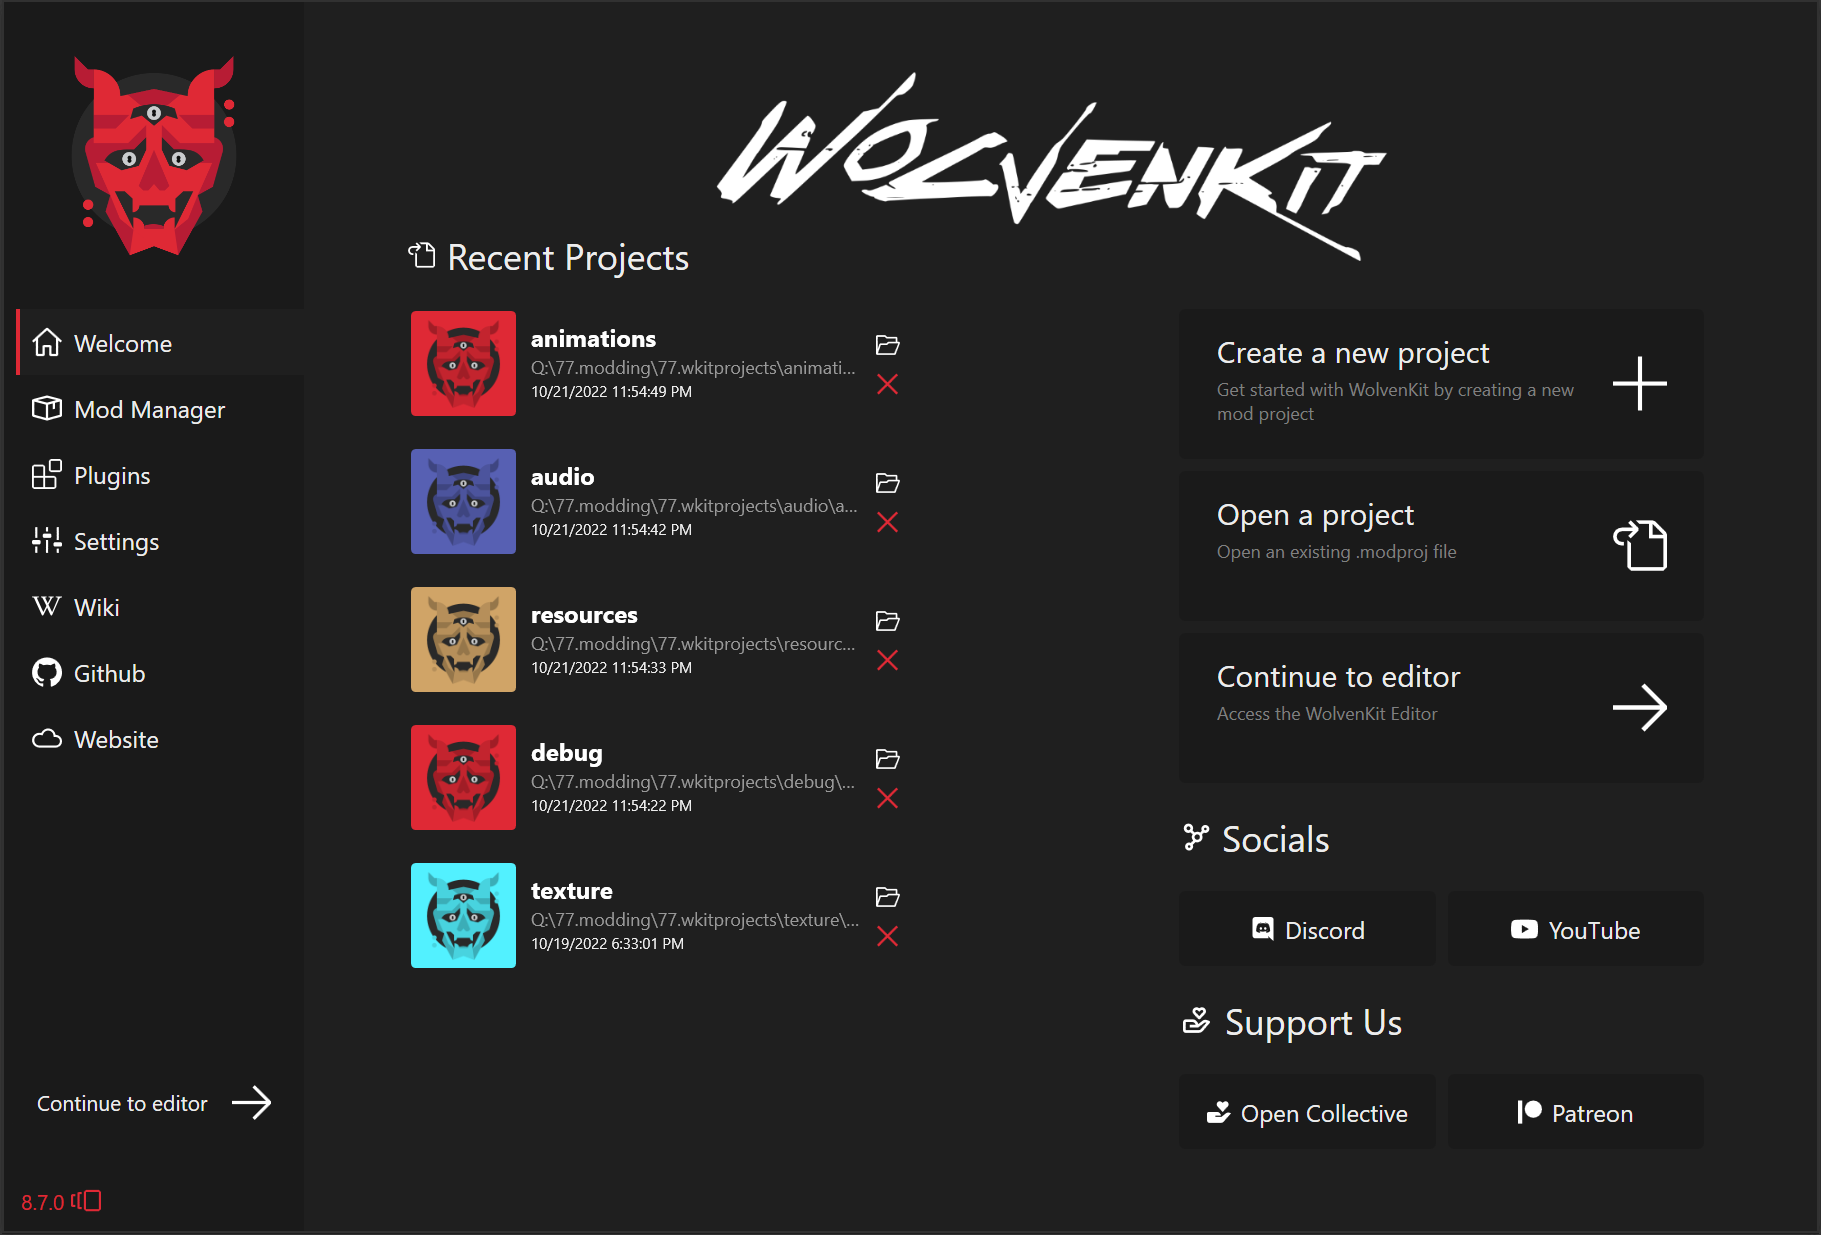 WOLVENKIT
Welcome
Mod Manager
Plugins
Settings
Wiki
Github
Website
Continue to editor
8.7.0
Recent Projects
animations
Q:\77.modding\77.wkitprojects\animati...
10/21/2022 11:54:49 PM
audio
Q:\77.modding\77.wkitprojects\audio\a...
10/21/2022 11:54:42 PM
resources
Q:\77.modding\77.wkitprojects\resourc...
10/21/2022 11:54:33 PM
debug
Q:\77.modding\77.wkitprojects\debug\...
10/21/2022 11:54:22 PM
texture
Q:\77.modding\77.wkitprojects\texture\...
10/19/2022 6:33:01 PM
Create a new project
Get started with WolvenKit by creating a new
mod project
Open a project
Open an existing .modproj file
Continue to editor
Access the WolvenKit Editor
Socials
Discord
YouTube
Support Us
Open Collective
Patreon